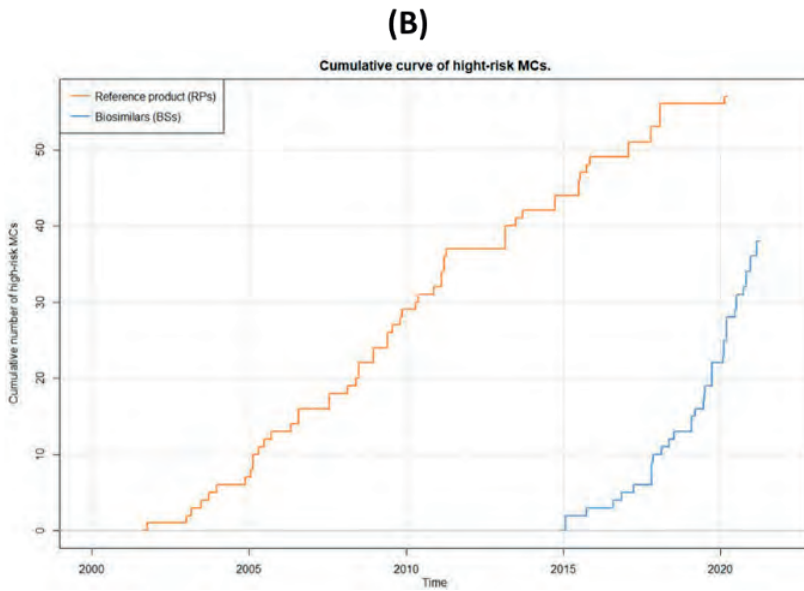 (B)
Cumulative curve of hight-risk MCs.
Reference product (RPs)
Biosimilars (BSs)
Cumulative number of high-risk MCs
50
40
30
20
10
0
2000 2005 2010 2015 2020
Time